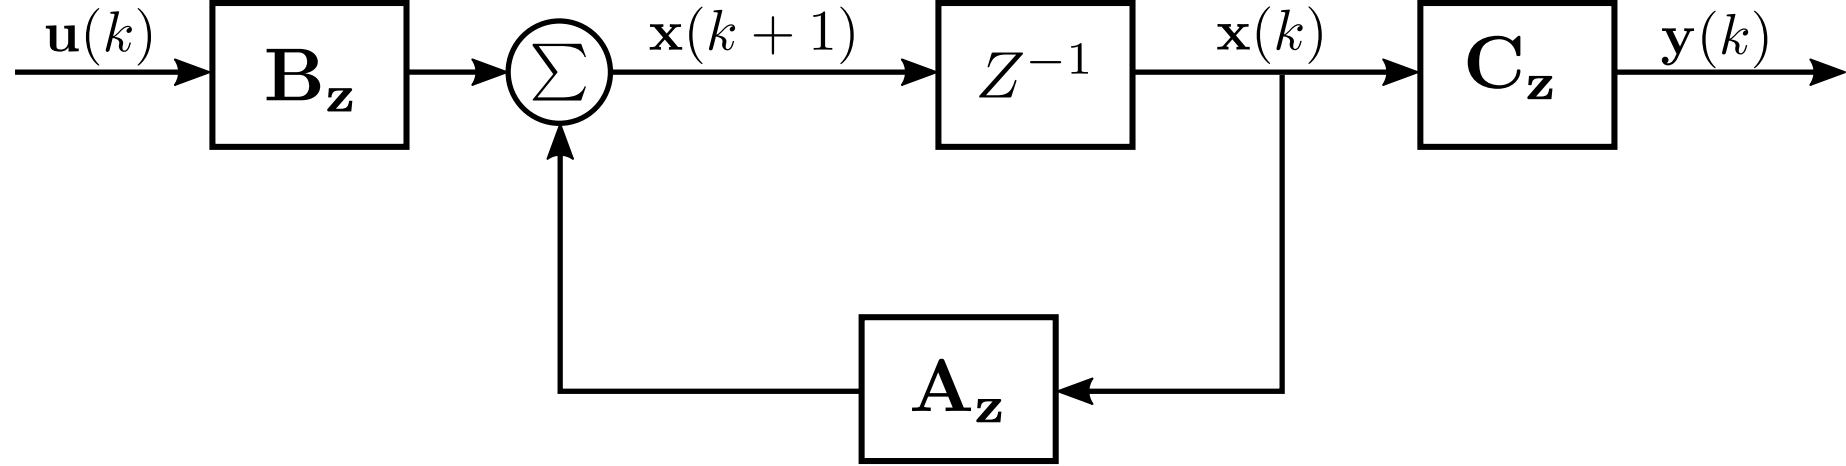 u(k)
B_z
∑
x(k + 1)
Z^{-1}
x(k)
C_z
y(k)
A_z